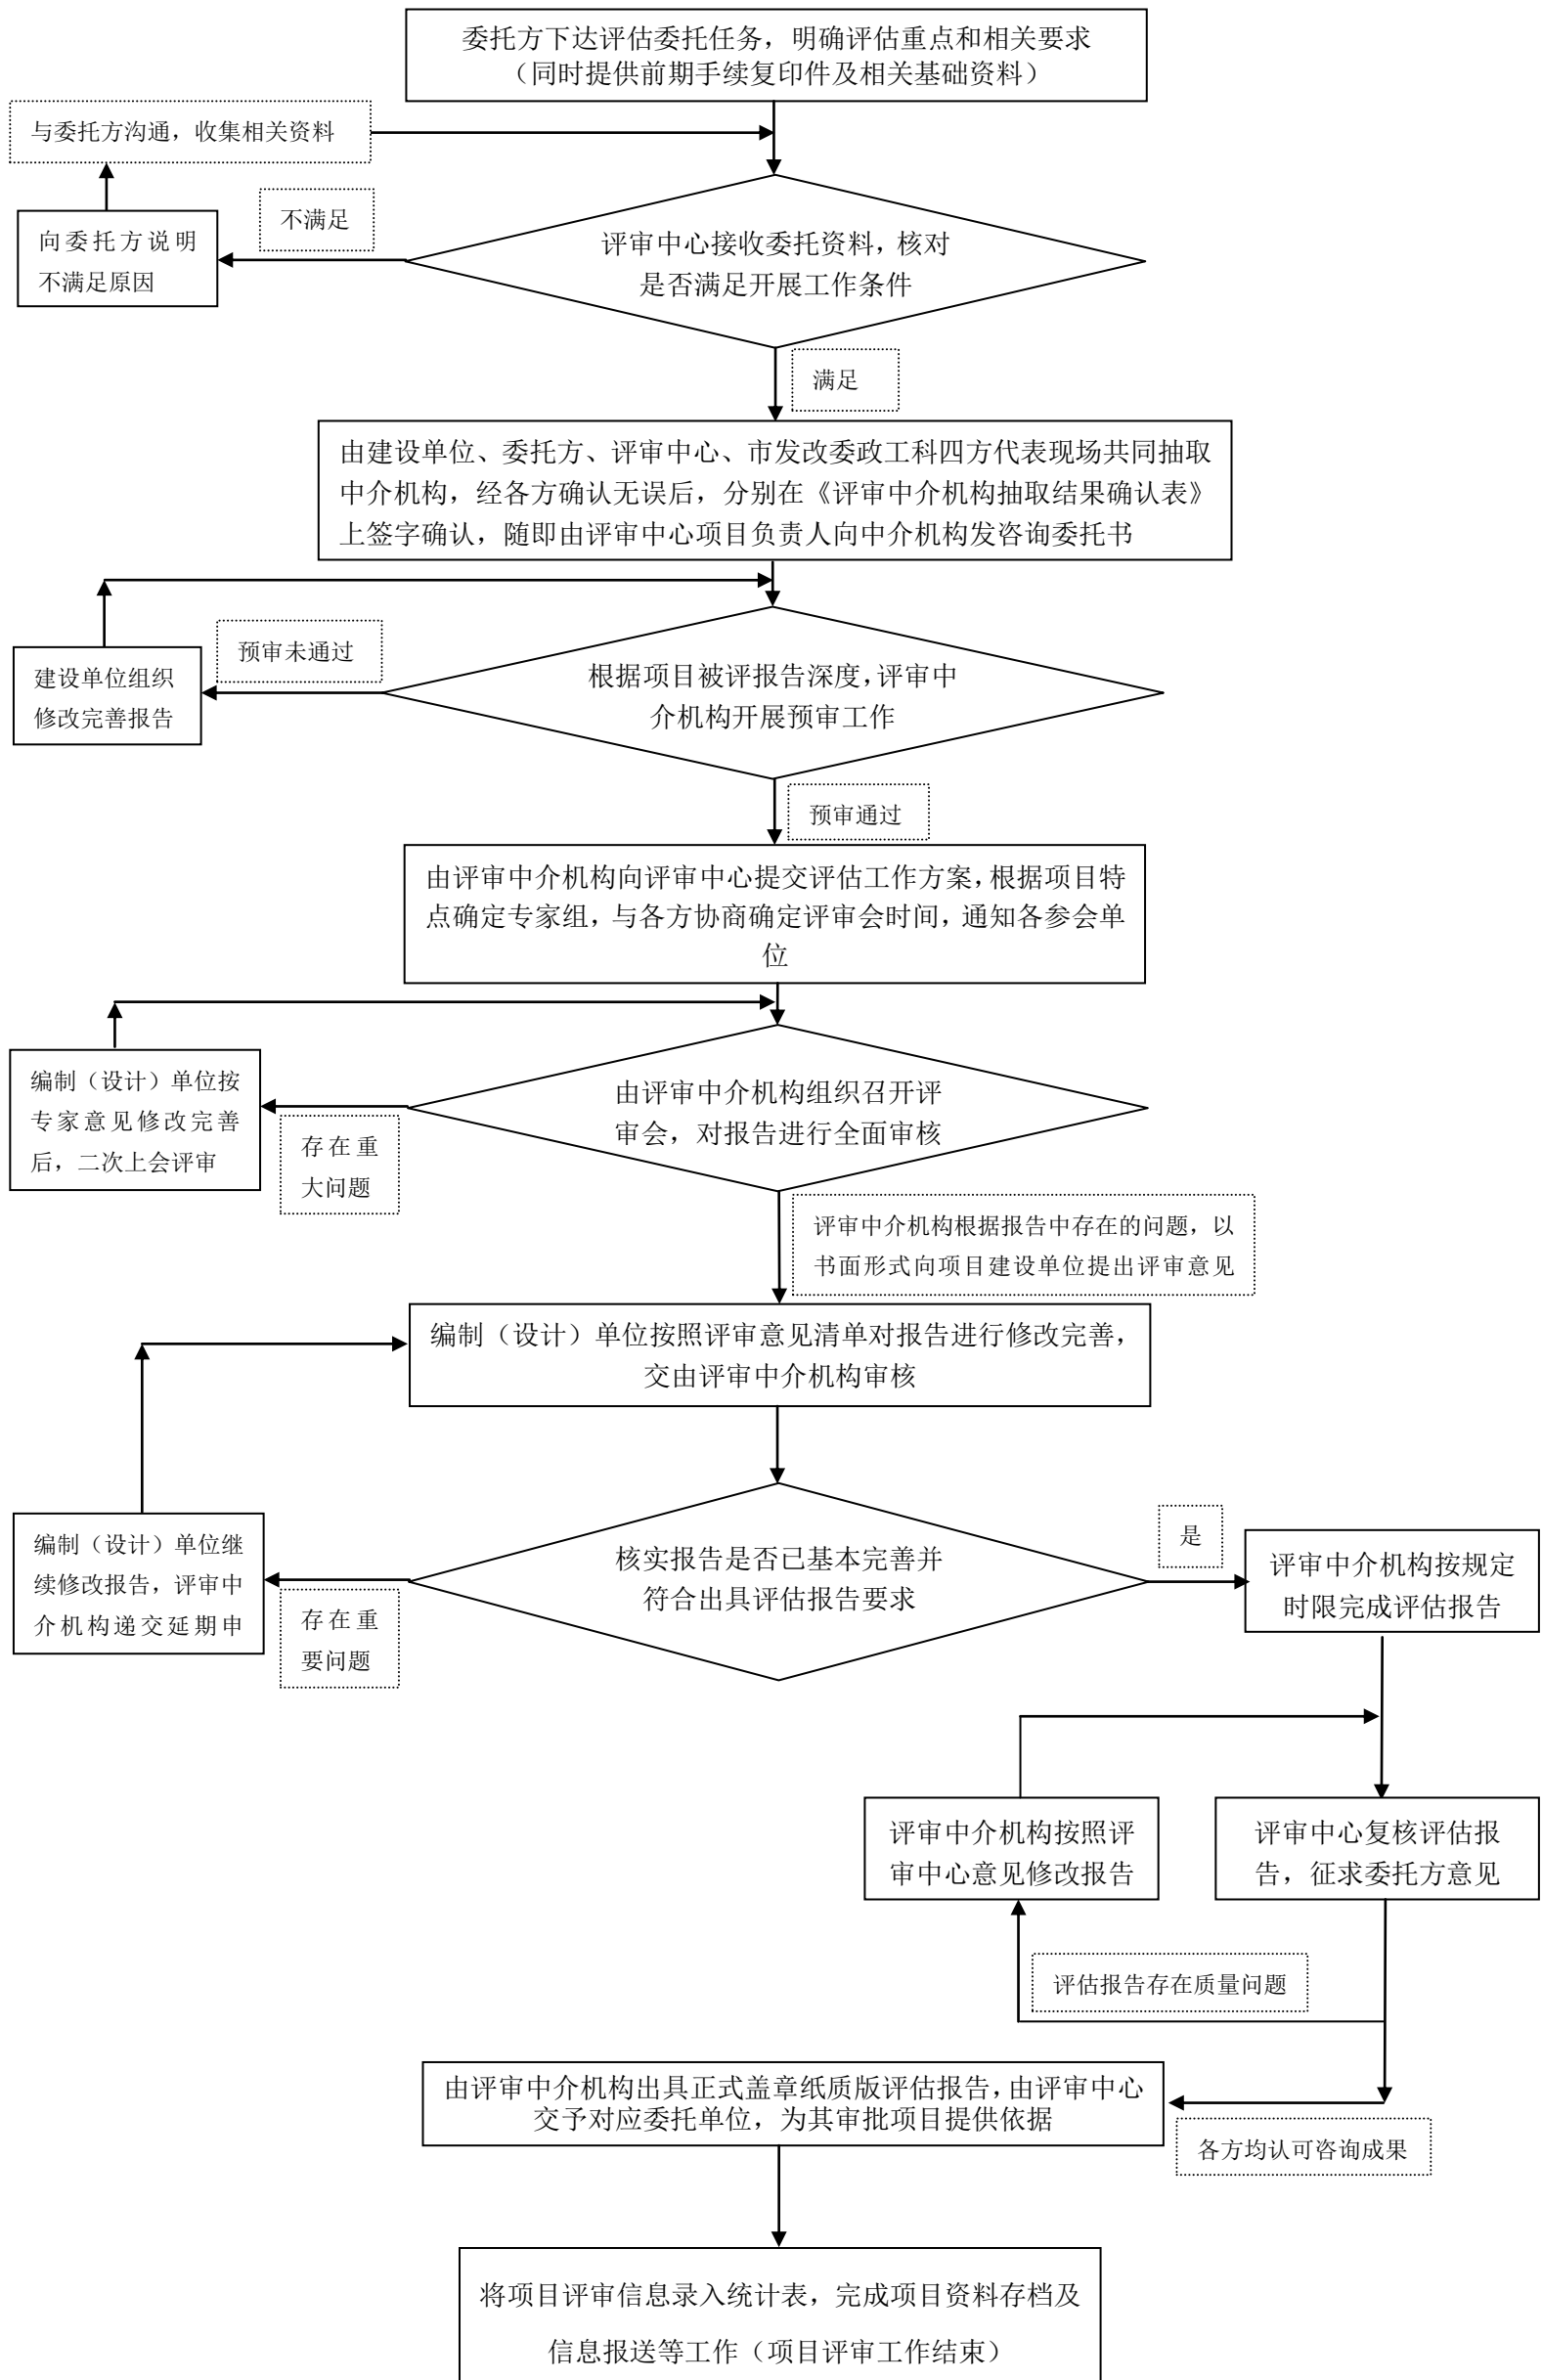 委托方下达评估委托任务，明确评估重点和相关要求
（同时提供前期手续复印件及相关基础资料）
与委托方沟通，收集相关资料
不满足
向委托方说明
不满足原因
评审中心接收委托资料，核对
是否满足开展工作条件
满足
由建设单位、委托方、评审中心、市发改委政工科四方代表现场共同抽取
中介机构，经各方确认无误后，分别在《评审中介机构抽取结果确认表》
上签字确认，随即由评审中心项目负责人向中介机构发咨询委托书
预审未通过
建设单位组织
修改完善报告
根据项目被评报告深度，评审中
介机构开展预审工作
预审通过
由评审中介机构向评审中心提交评估工作方案，根据项目特
点确定专家组，与各方协商确定评审会时间，通知各参会单
位
编制（设计）单位按
专家意见修改完善
后，二次上会评审
存在重
大问题
由评审中介机构组织召开评
审会，对报告进行全面审核
评审中介机构根据报告中存在的问题，以
书面形式向项目建设单位提出评审意见
编制（设计）单位按照评审意见清单对报告进行修改完善，
交由评审中介机构审核
编制（设计）单位继
续修改报告，评审中
介机构递交延期申
存在重
要问题
核实报告是否已基本完善并
符合出具评估报告要求
是
评审中介机构按规定
时限完成评估报告
评审中介机构按照评
审中心意见修改报告
评审中心复核评估报
告，征求委托方意见
评估报告存在质量问题
由评审中介机构出具正式盖章纸质版评估报告，由评审中心
交予对应委托单位，为其审批项目提供依据
各方均认可咨询成果
将项目评审信息录入统计表，完成项目资料存档及
信息报送等工作（项目评审工作结束）